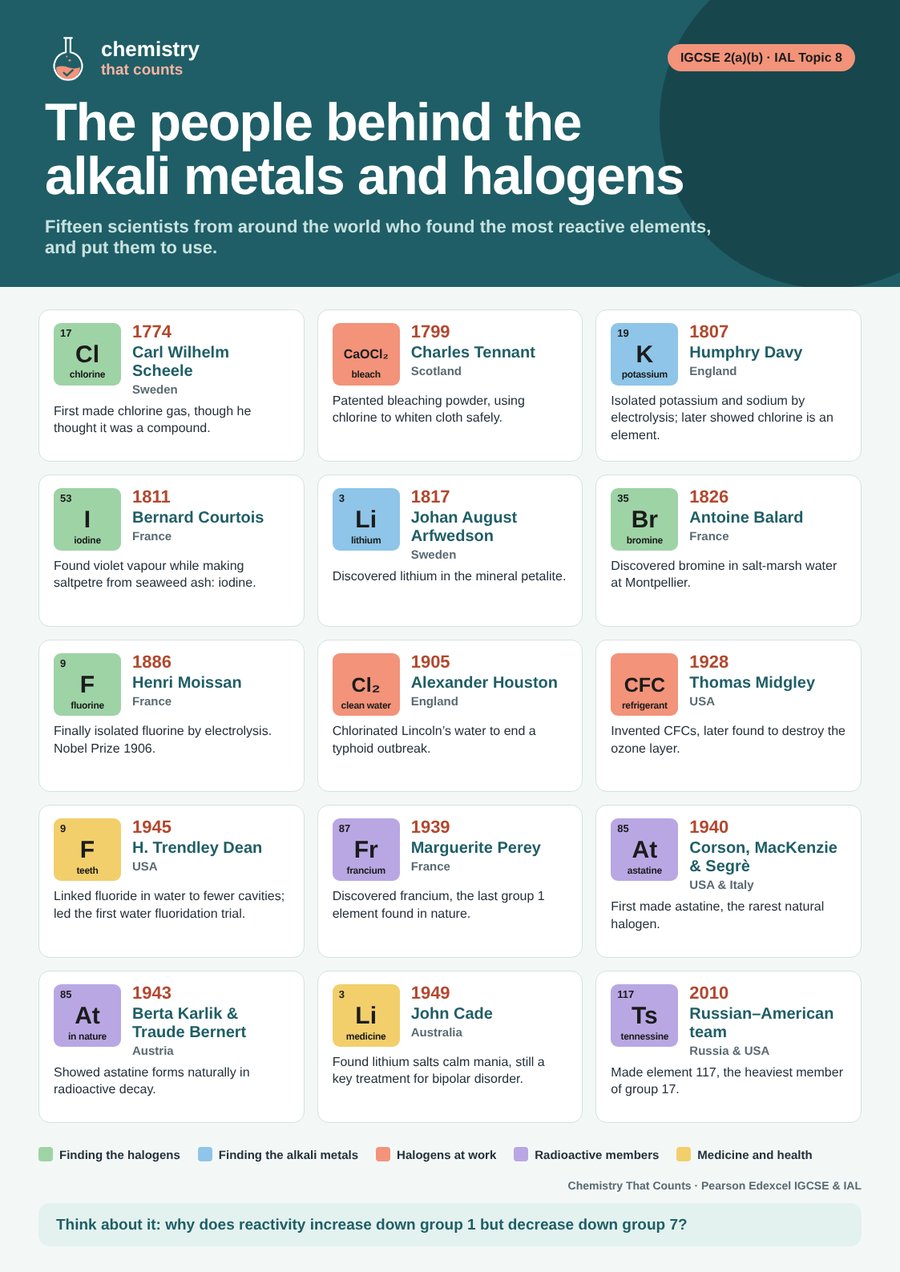 chemistry
that counts
IGCSE 2(a)(b) · IAL Topic 8
The people behind the
alkali metals and halogens
Fifteen scientists from around the world who found the most reactive elements,
and put them to use.
17
Cl
chlorine
1774
Carl Wilhelm
Scheele
Sweden
First made chlorine gas, though he
thought it was a compound.
CaOCl₂
bleach
1799
Charles Tennant
Scotland
Patented bleaching powder, using
chlorine to whiten cloth safely.
19
K
potassium
1807
Humphry Davy
England
Isolated potassium and sodium by
electrolysis; later showed chlorine is an
element.
53
I
iodine
1811
Bernard Courtois
France
Found violet vapour while making
saltpetre from seaweed ash: iodine.
3
Li
lithium
1817
Johan August
Arfwedson
Sweden
Discovered lithium in the mineral petalite.
35
Br
bromine
1826
Antoine Balard
France
Discovered bromine in salt-marsh water
at Montpellier.
9
F
fluorine
1886
Henri Moissan
France
Finally isolated fluorine by electrolysis.
Nobel Prize 1906.
Cl₂
clean water
1905
Alexander Houston
England
Chlorinated Lincoln's water to end a
typhoid outbreak.
CFC
refrigerant
1928
Thomas Midgley
USA
Invented CFCs, later found to destroy the
ozone layer.
9
F
teeth
1945
H. Trendley Dean
USA
Linked fluoride in water to fewer cavities;
led the first water fluoridation trial.
87
Fr
francium
1939
Marguerite Perey
France
Discovered francium, the last group 1
element found in nature.
85
At
astatine
1940
Corson, MacKenzie
& Segrè
USA & Italy
First made astatine, the rarest natural
halogen.
85
At
in nature
1943
Berta Karlik &
Traude Bernert
Austria
Showed astatine forms naturally in
radioactive decay.
3
Li
medicine
1949
John Cade
Australia
Found lithium salts calm mania, still a
key treatment for bipolar disorder.
117
Ts
tennessine
2010
Russian–American
team
Russia & USA
Made element 117, the heaviest member
of group 17.
Finding the halogens
Finding the alkali metals
Halogens at work
Radioactive members
Medicine and health
Chemistry That Counts · Pearson Edexcel IGCSE & IAL
Think about it: why does reactivity increase down group 1 but decrease down group 7?